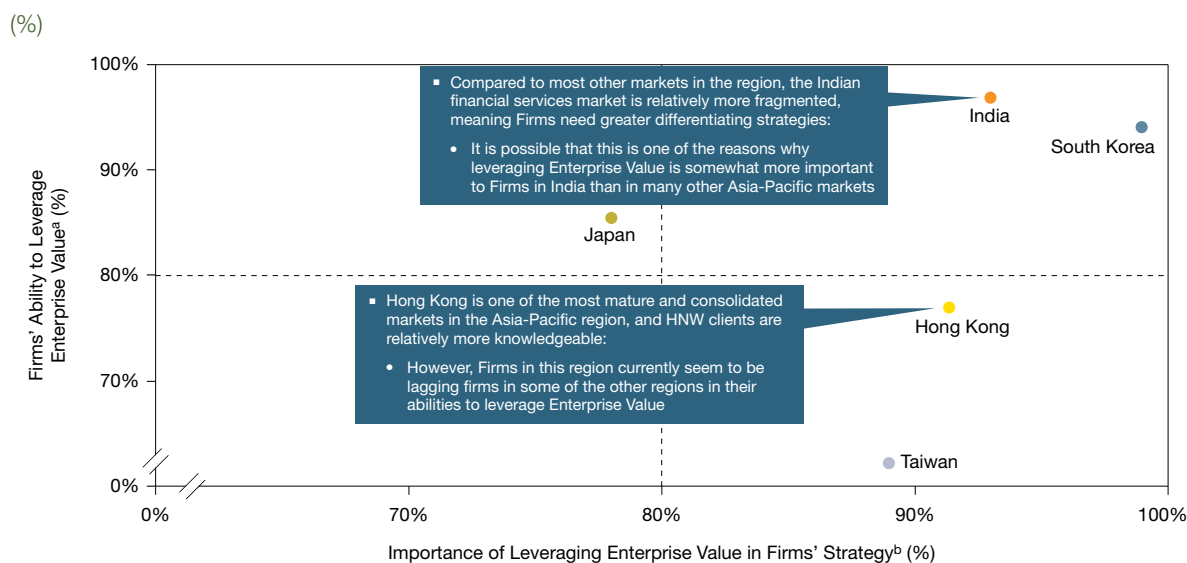 (%)
100%
90%
80%
70%
0%
Firms' Ability to Leverage
Enterprise Valueᵃ (%)
▪ Compared to most other markets in the region, the Indian
financial services market is relatively more fragmented,
meaning Firms need greater differentiating strategies:
• It is possible that this is one of the reasons why
leveraging Enterprise Value is somewhat more important
to Firms in India than in many other Asia-Pacific markets
India
South Korea
Japan
▪ Hong Kong is one of the most mature and consolidated
markets in the Asia-Pacific region, and HNW clients are
relatively more knowledgeable:
• However, Firms in this region currently seem to be
lagging firms in some of the other regions in their
abilities to leverage Enterprise Value
Hong Kong
Taiwan
0%
70%
80%
90%
100%
Importance of Leveraging Enterprise Value in Firms' Strategyᵇ (%)